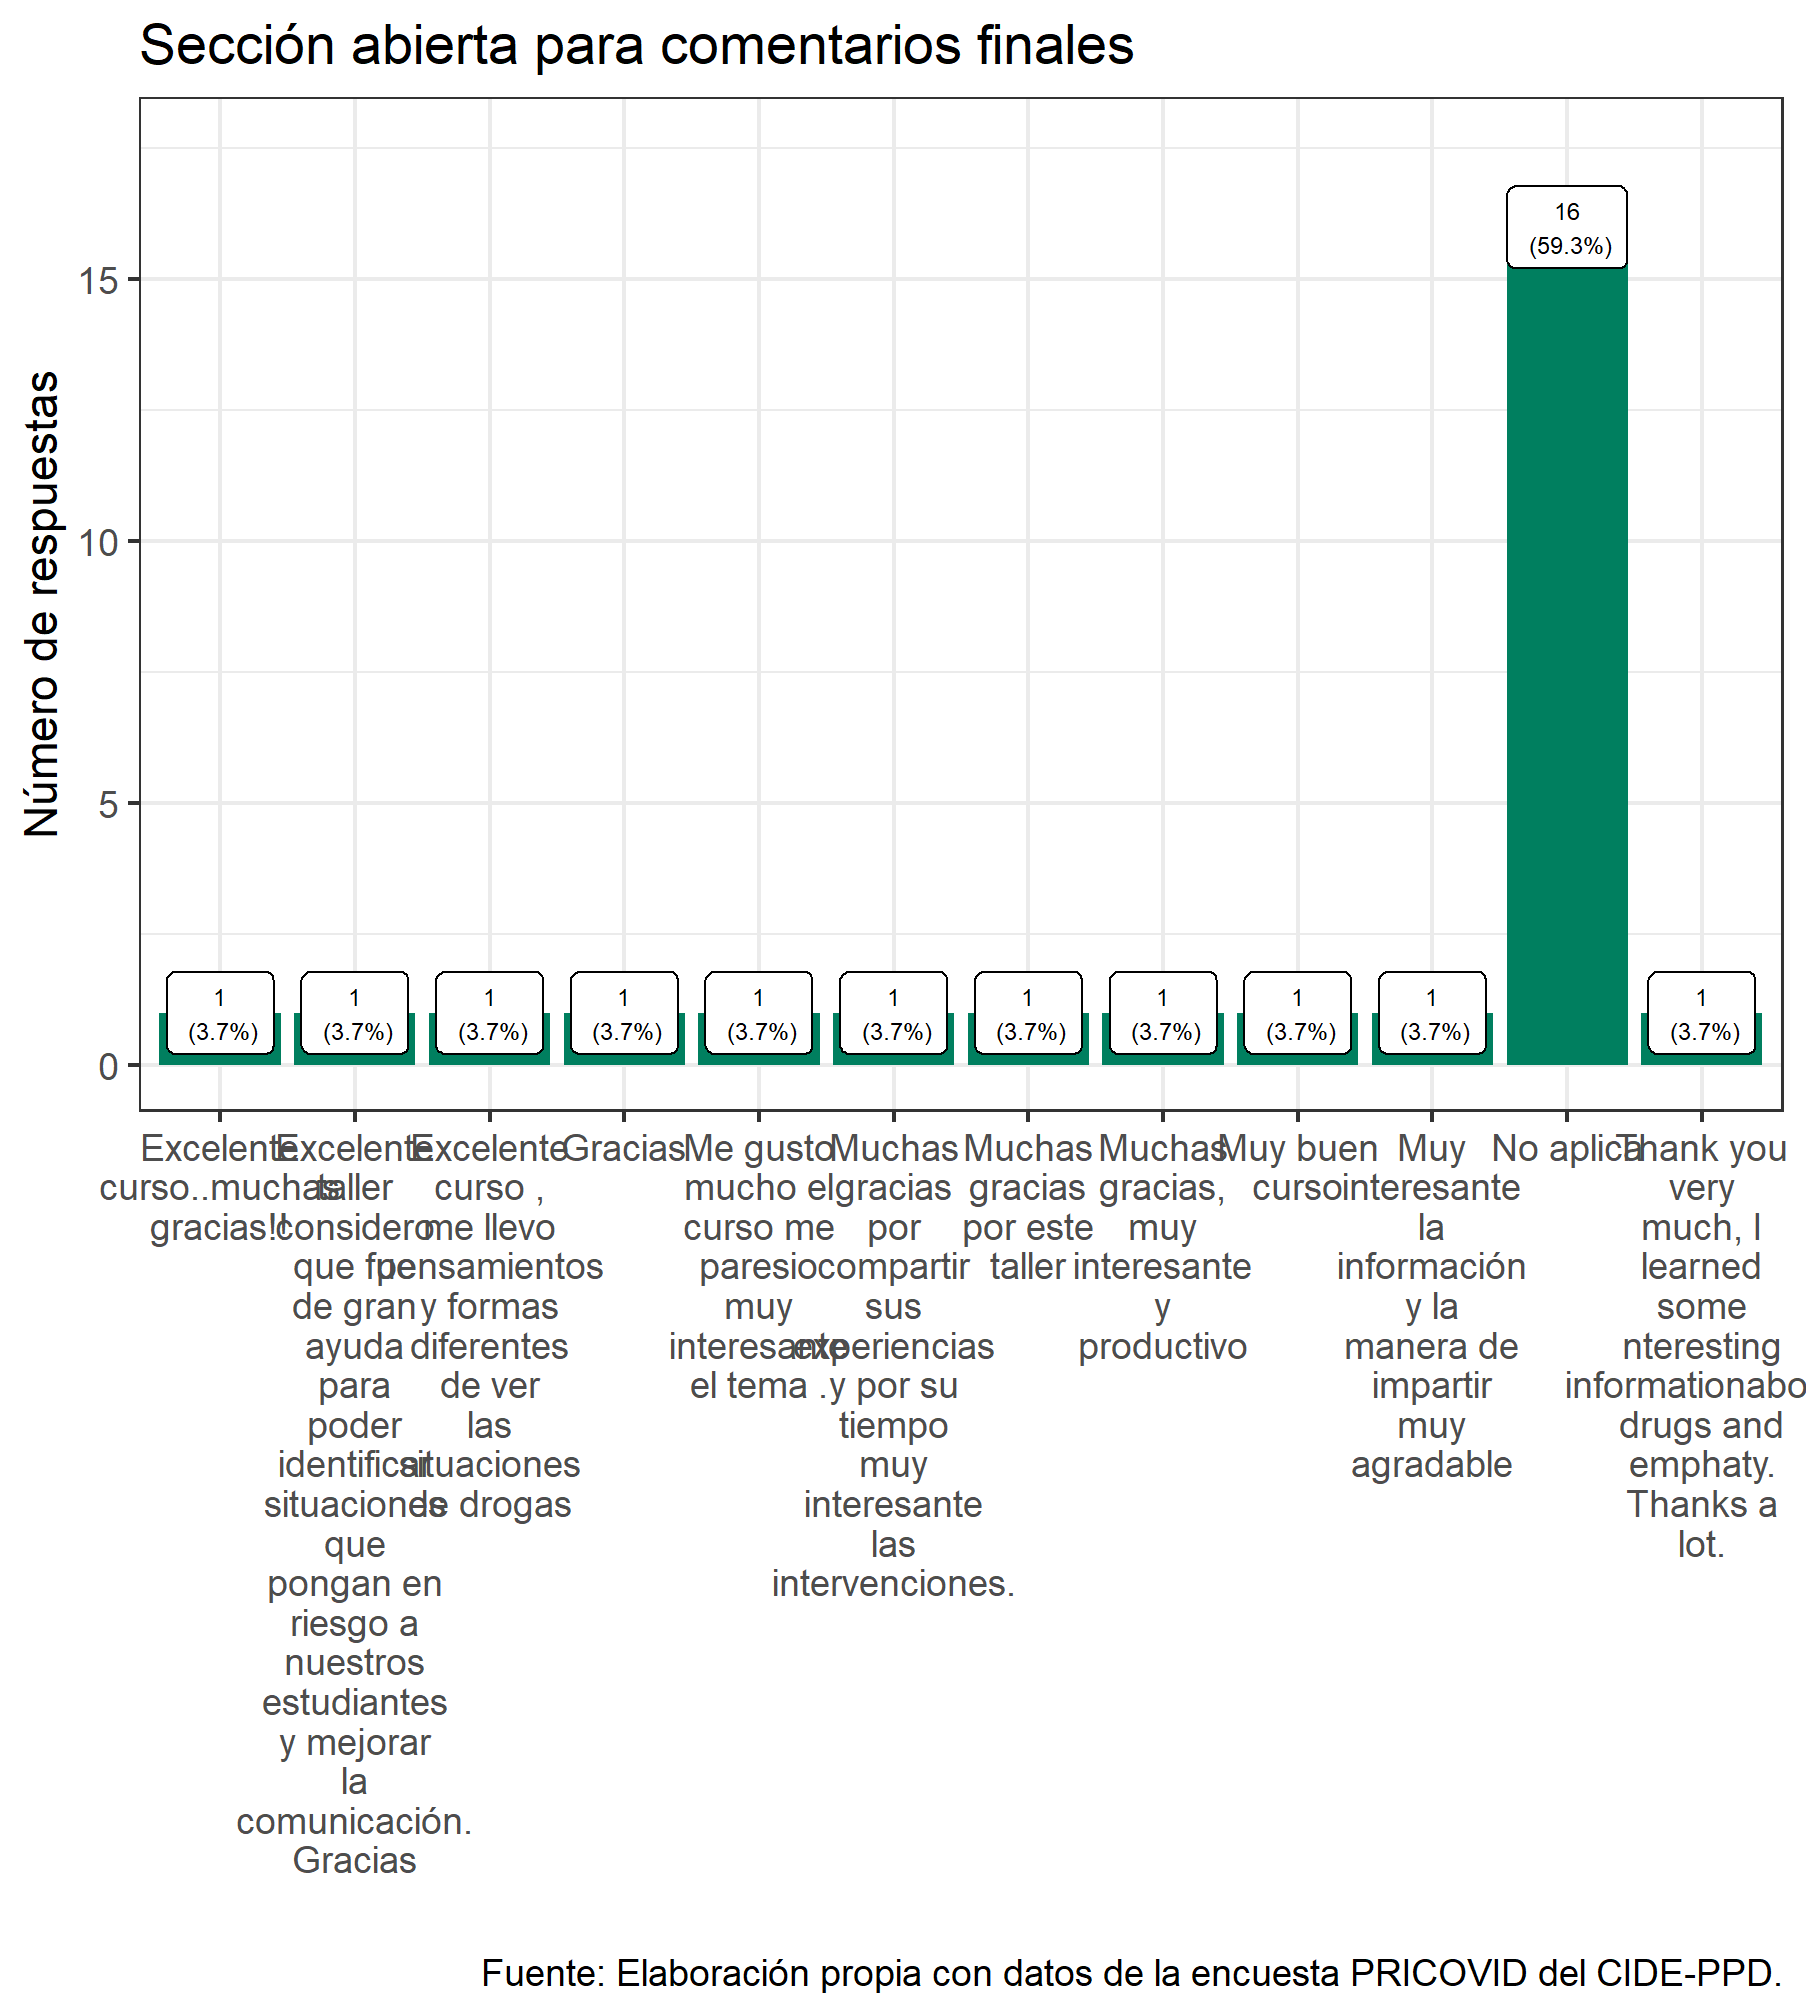 Sección abierta para comentarios finales
Número de respuestas
15
10
5
0
1
(3.7%)
1
(3.7%)
1
(3.7%)
1
(3.7%)
1
(3.7%)
1
(3.7%)
1
(3.7%)
1
(3.7%)
1
(3.7%)
1
(3.7%)
16
(59.3%)
1
(3.7%)
Excelente
curso..muchas
gracias!!
Excelente
taller
considero
que fue
de gran
ayuda
para
poder
identificar
situaciones
que
pongan en
riesgo a
nuestros
estudiantes
y mejorar
la
comunicación.
Gracias
Excelente
curso ,
me llevo
pensamientos
y formas
diferentes
de ver
las
situaciones
de drogas
Gracias
Me gusto
mucho el
curso me
paresio
muy
interesante
el tema .
Muchas
gracias
por
compartir
sus
experiencias
y por su
tiempo
muy
interesante
las
intervenciones.
Muchas
gracias
por este
taller
Muchas
gracias,
muy
interesante
y
productivo
Muy buen
curso
Muy
interesante
la
información
y la
manera de
impartir
muy
agradable
No aplica
Thank you
very
much, I
learned
some
nteresting
informationabo
drugs and
emphaty.
Thanks a
lot.
Fuente: Elaboración propia con datos de la encuesta PRICOVID del CIDE-PPD.